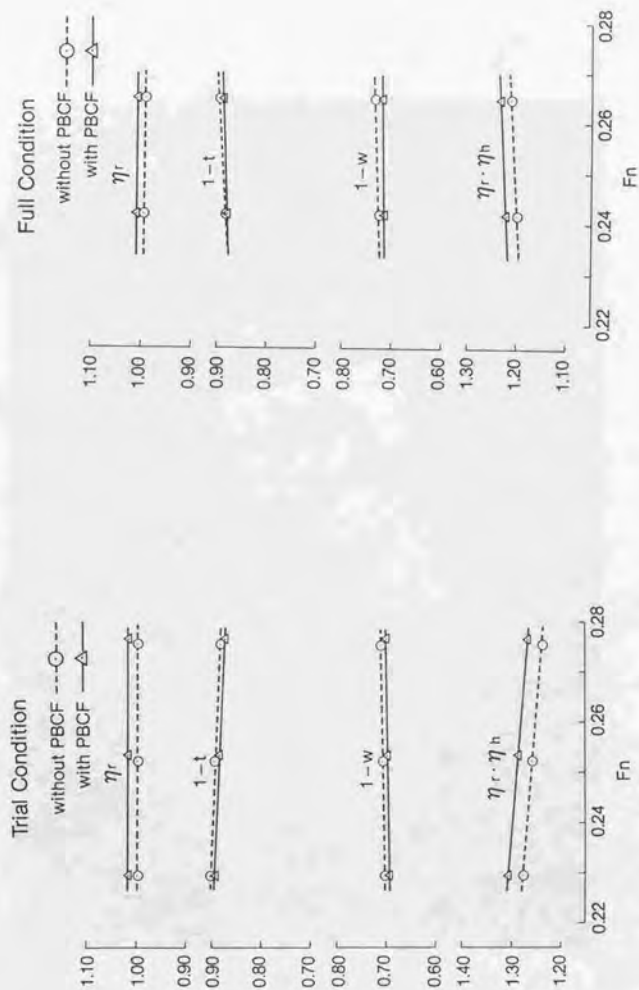 Trial Condition
without PBCF
with PBCF
1.10
1.00
0.90
ηr
0.90
0.80
0.70
1-t
0.80
0.70
0.60
1-w
1.40
1.30
1.20
ηr·ηh
0.22
0.24
0.26
0.28
Fn
Full Condition
without PBCF
with PBCF
1.10
1.00
0.90
ηr
0.90
0.80
0.70
1-t
0.80
0.70
0.60
1-w
1.30
1.20
1.10
ηr·ηh
0.22
0.24
0.26
0.28
Fn